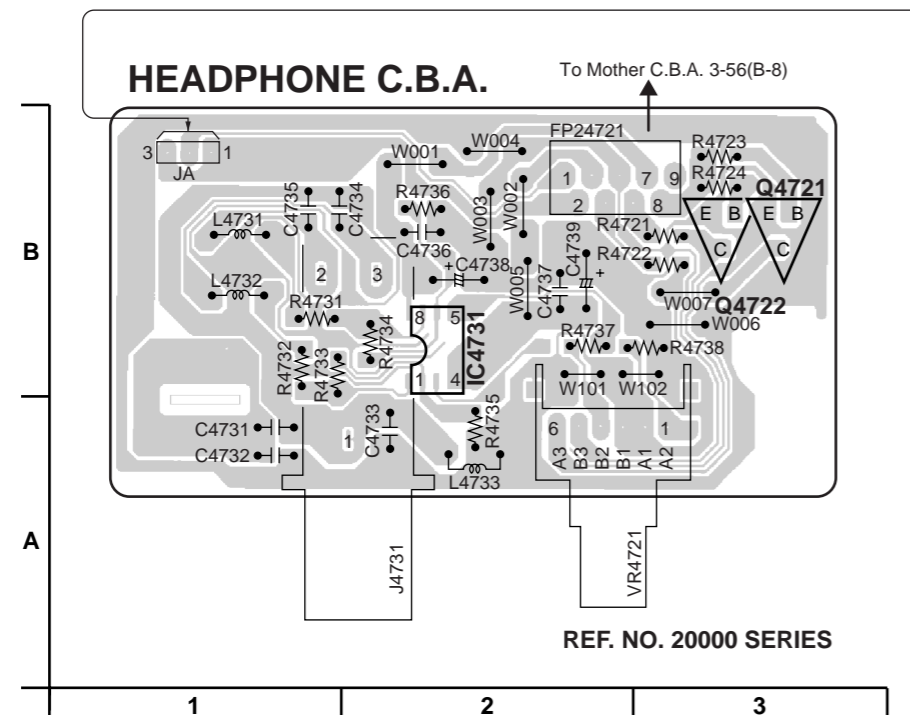 HEADPHONE C.B.A.
To Mother C.B.A. 3-56(B-8)
FP24721
W004
W001
R4723
R4724
Q4721
3
1
JA
1
7
9
2
8
C4735
C4734
R4736
W003
W002
L4731
C4736
C4739
R4721
R4722
E
B
E
B
C
C
B
2
3
+
C4738
W005
C4737
+
L4732
W007
Q4722
R4731
W006
8
5
IC4731
R4734
R4737
R4738
R4732
R4733
1
4
W101
W102
C4731
1
C4733
R4735
6
1
C4732
A3
B3
B2
B1
A1
A2
L4733
A
J4731
VR4721
REF. NO. 20000 SERIES
1
2
3